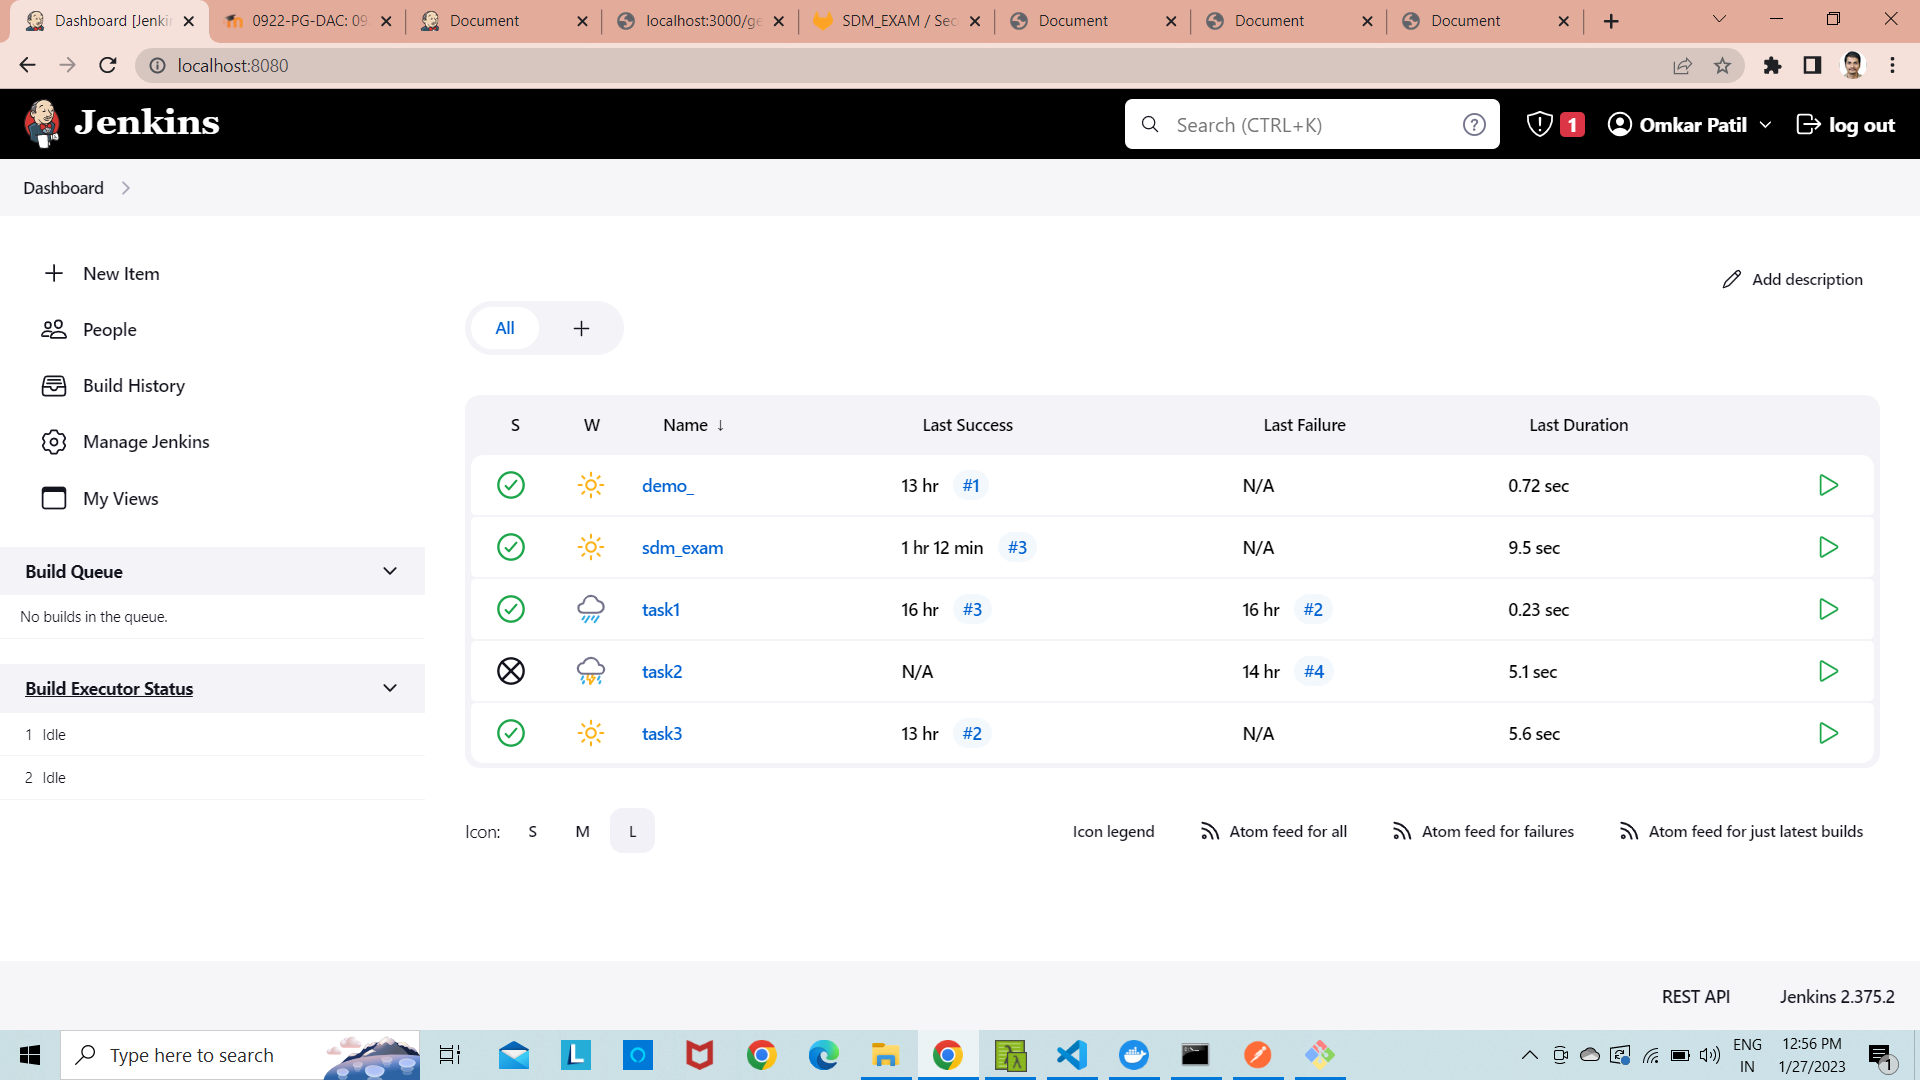 Dashboard [Jenkin
0922-PG-DAC: 09
Document
localhost:3000/ge
SDM_EXAM / Sec
Document
Document
Document
localhost:8080
Jenkins
Search (CTRL+K)
1
Omkar Patil
log out
Dashboard
New Item
People
Build History
Manage Jenkins
My Views
Build Queue
No builds in the queue.
Build Executor Status
1 Idle
2 Idle
Add description
All
S W Name ↓ Last Success Last Failure Last Duration
demo_ 13 hr #1 N/A 0.72 sec
sdm_exam 1 hr 12 min #3 N/A 9.5 sec
task1 16 hr #3 16 hr #2 0.23 sec
task2 N/A 14 hr #4 5.1 sec
task3 13 hr #2 N/A 5.6 sec
Icon: S M L
Icon legend
Atom feed for all
Atom feed for failures
Atom feed for just latest builds
REST API
Jenkins 2.375.2
Type here to search
ENG
IN
12:56 PM
1/27/2023
1